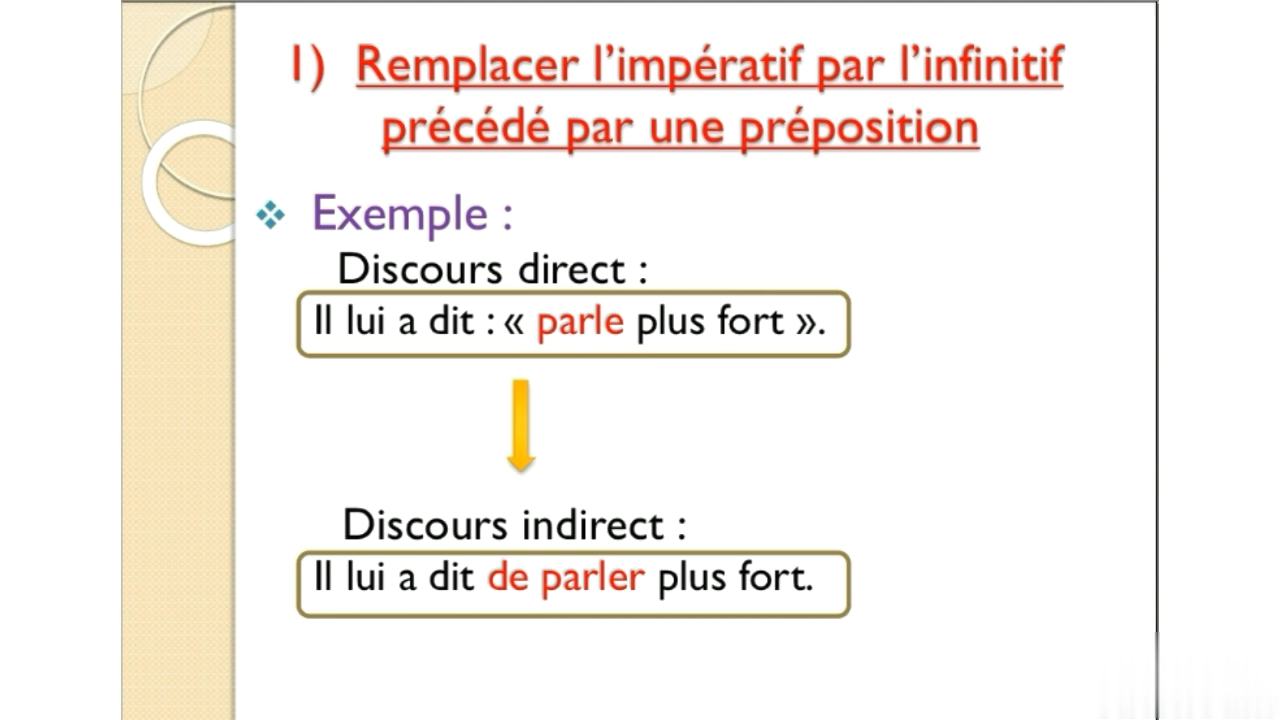 1) Remplacer l’impératif par l’infinitif
précédé par une préposition
Exemple :
Discours direct :
Il lui a dit : « parle plus fort ».
Discours indirect :
Il lui a dit de parler plus fort.